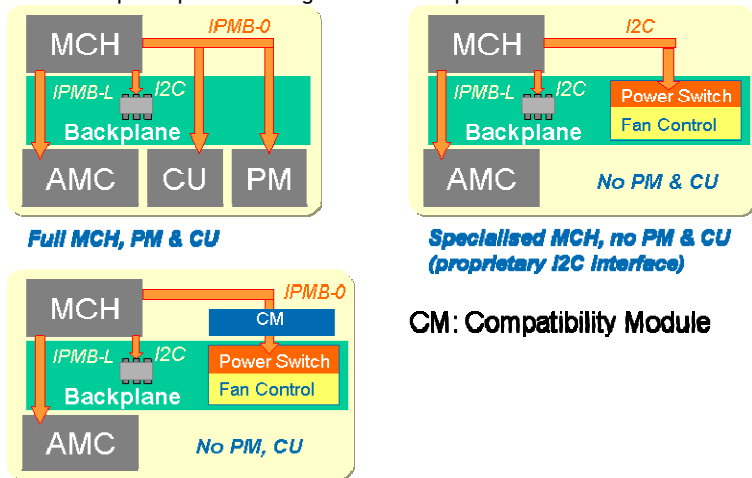 MCH
IPMB-0
IPMB-L
I2C
Backplane
AMC
CU
PM
Full MCH, PM & CU
MCH
I2C
IPMB-L
I2C
Power Switch
Backplane
Fan Control
AMC
No PM & CU
Specialised MCH, no PM & CU
(proprietary I2C interface)
MCH
IPMB-0
CM
IPMB-L
I2C
Power Switch
Backplane
Fan Control
AMC
No PM, CU
CM: Compatibility Module